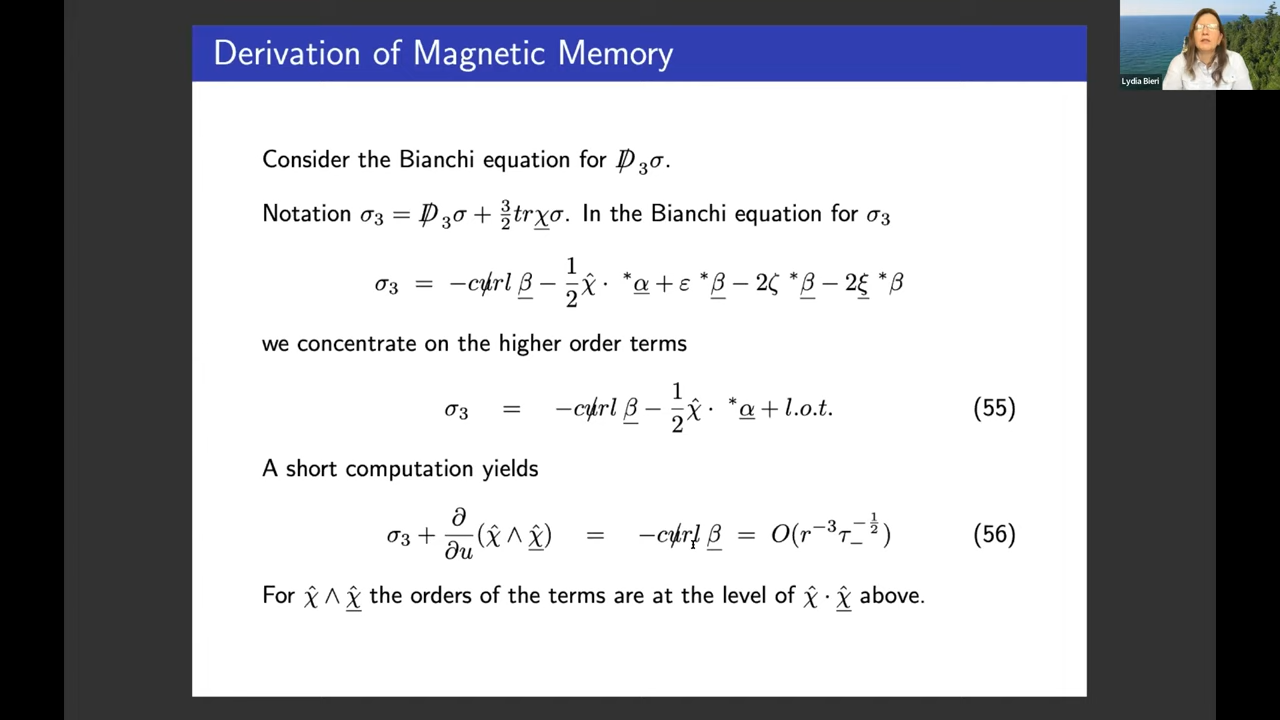 Derivation of Magnetic Memory
Lydia Bieri
Consider the Bianchi equation for D̸₃σ.
Notation σ₃ = D̸₃σ + 3/2 trχ̲σ. In the Bianchi equation for σ₃
σ₃ = −cu̸rl β̲ − 1/2 χ̂ · *α̲ + ε *β̲ − 2ζ *β̲ − 2ξ̲ *β
we concentrate on the higher order terms
σ₃ = −cu̸rl β̲ − 1/2 χ̂ · *α̲ + l.o.t. (55)
A short computation yields
σ₃ + ∂/∂u (χ̂ ∧ χ̲̂) = −cu̸rl β̲ = O(r⁻³τ₋^{−1/2}) (56)
For χ̂ ∧ χ̲̂ the orders of the terms are at the level of χ̂ · χ̲̂ above.